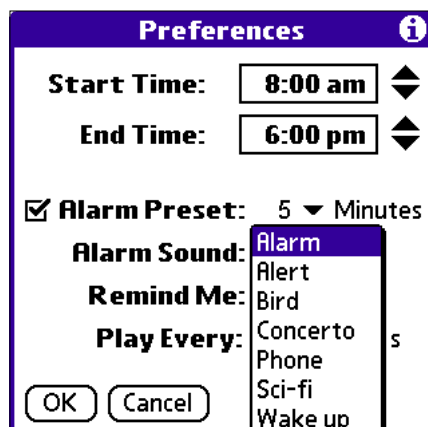 Preferences
Start Time: 8:00 am
End Time: 6:00 pm
Alarm Preset: 5 Minutes
Alarm Sound: Alarm
Alert
Remind Me: Bird
Play Every: Concerto s
Phone
Sci-fi
OK Cancel Wake up